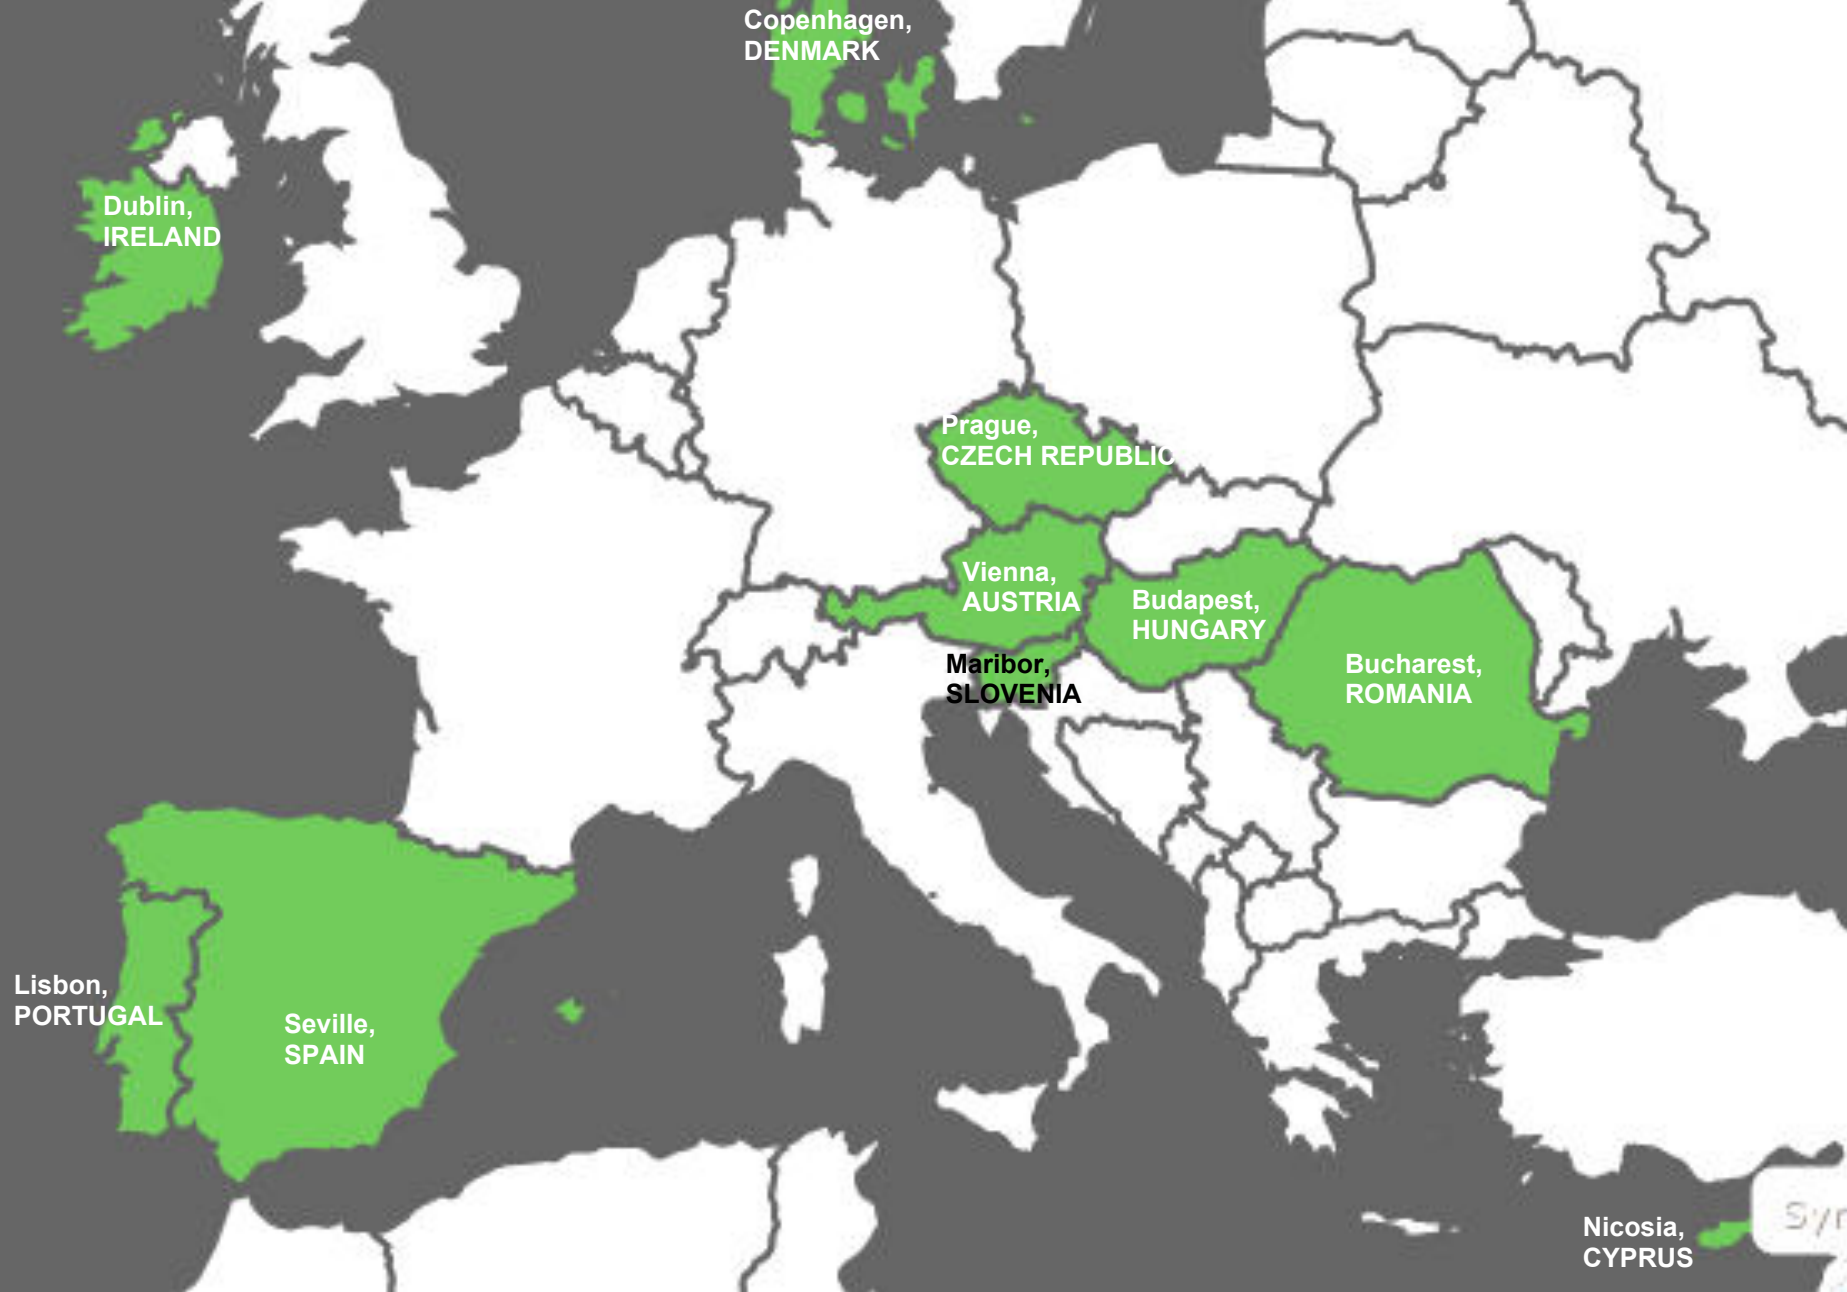 Copenhagen,
DENMARK
Dublin,
IRELAND
Prague,
CZECH REPUBLIC
Vienna,
AUSTRIA
Budapest,
HUNGARY
Maribor,
SLOVENIA
Bucharest,
ROMANIA
Lisbon,
PORTUGAL
Seville,
SPAIN
Nicosia,
CYPRUS
Syr